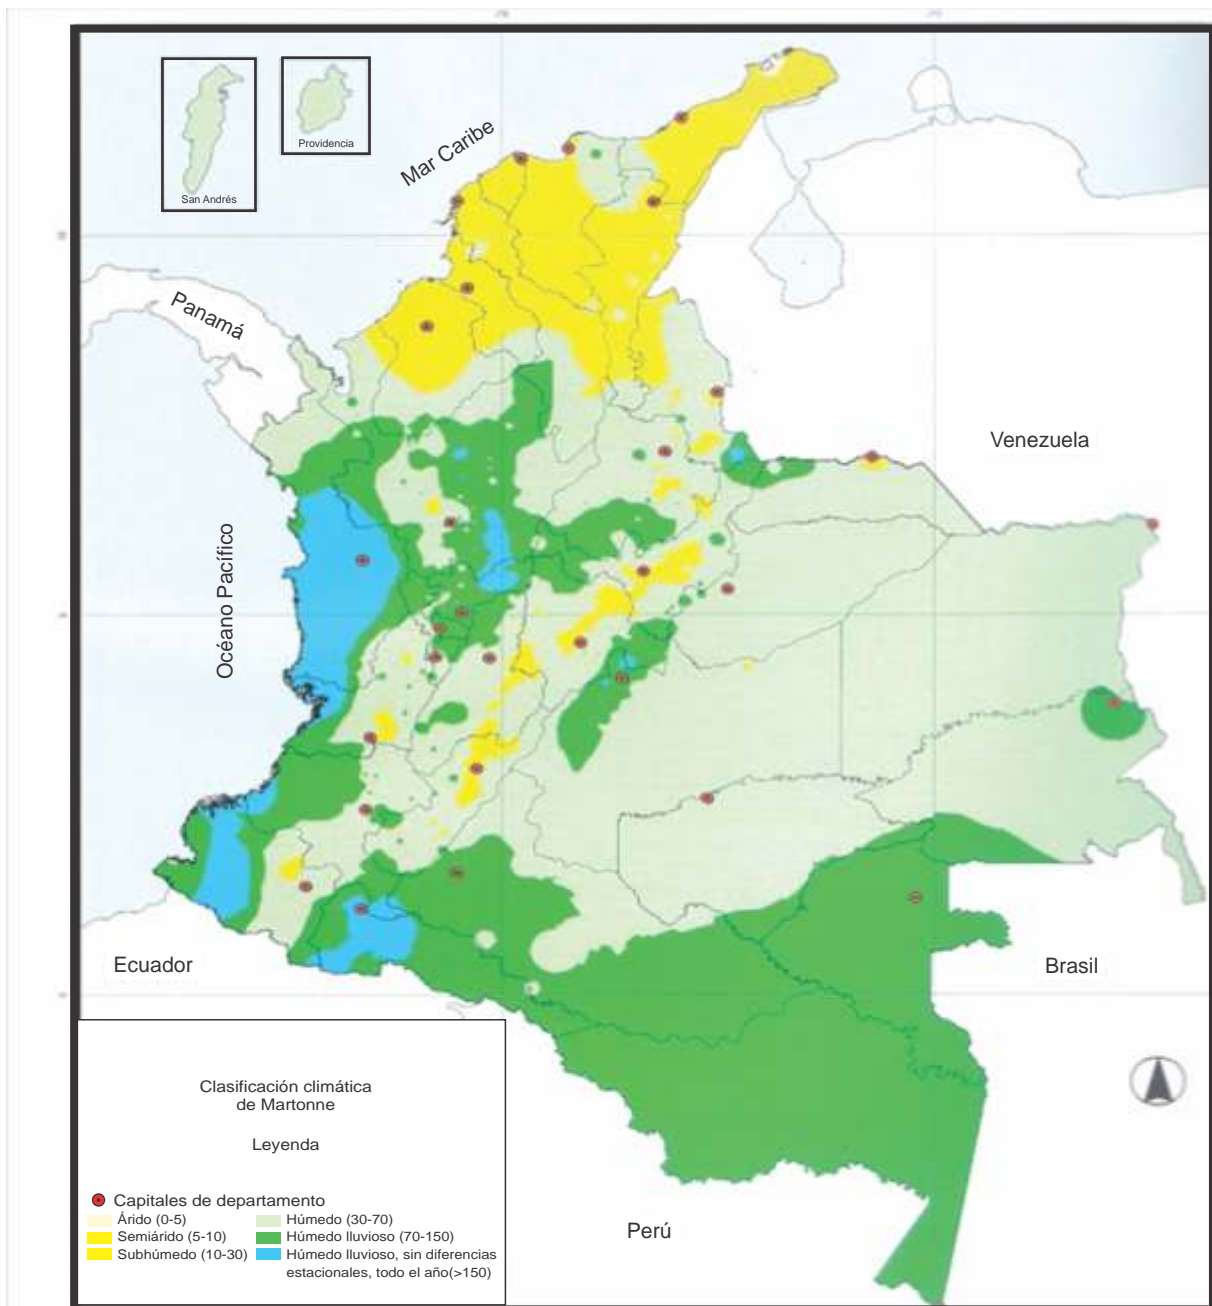 San Andrés
Providencia
Mar Caribe
Panamá
Venezuela
Océano Pacífico
Ecuador
Brasil
Perú
Clasificación climática
de Martonne
Leyenda
Capitales de departamento
Árido (0-5)
Semiárido (5-10)
Subhúmedo (10-30)
Húmedo (30-70)
Húmedo lluvioso (70-150)
Húmedo lluvioso, sin diferencias
estacionales, todo el año(>150)